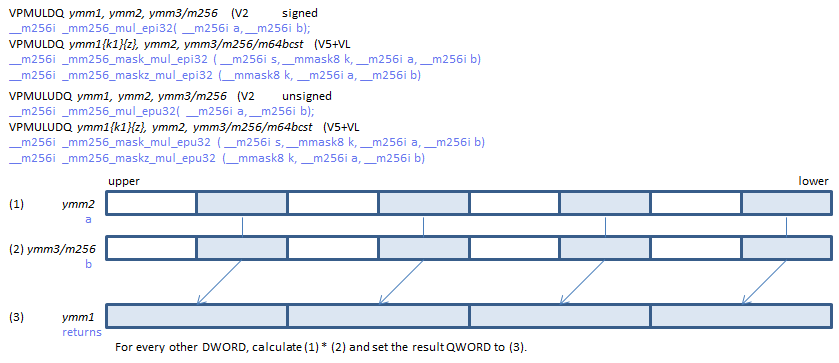 VPMULDQ ymm1, ymm2, ymm3/m256 (V2 signed
__m256i _mm256_mul_epi32( __m256i a, __m256i b);
VPMULDQ ymm1{k1}{z}, ymm2, ymm3/m256/m64bcst (V5+VL
__m256i _mm256_mask_mul_epi32 ( __m256i s, __mmask8 k, __m256i a, __m256i b)
__m256i _mm256_maskz_mul_epi32 (__mmask8 k, __m256i a, __m256i b)
VPMULUDQ ymm1, ymm2, ymm3/m256 (V2 unsigned
__m256i _mm256_mul_epu32( __m256i a, __m256i b);
VPMULUDQ ymm1{k1}{z}, ymm2, ymm3/m256/m64bcst (V5+VL
__m256i _mm256_mask_mul_epu32 ( __m256i s, __mmask8 k, __m256i a, __m256i b)
__m256i _mm256_maskz_mul_epu32 (__mmask8 k, __m256i a, __m256i b)
upper lower
(1) ymm2
a
(2) ymm3/m256
b
(3) ymm1
returns
For every other DWORD, calculate (1) * (2) and set the result QWORD to (3).